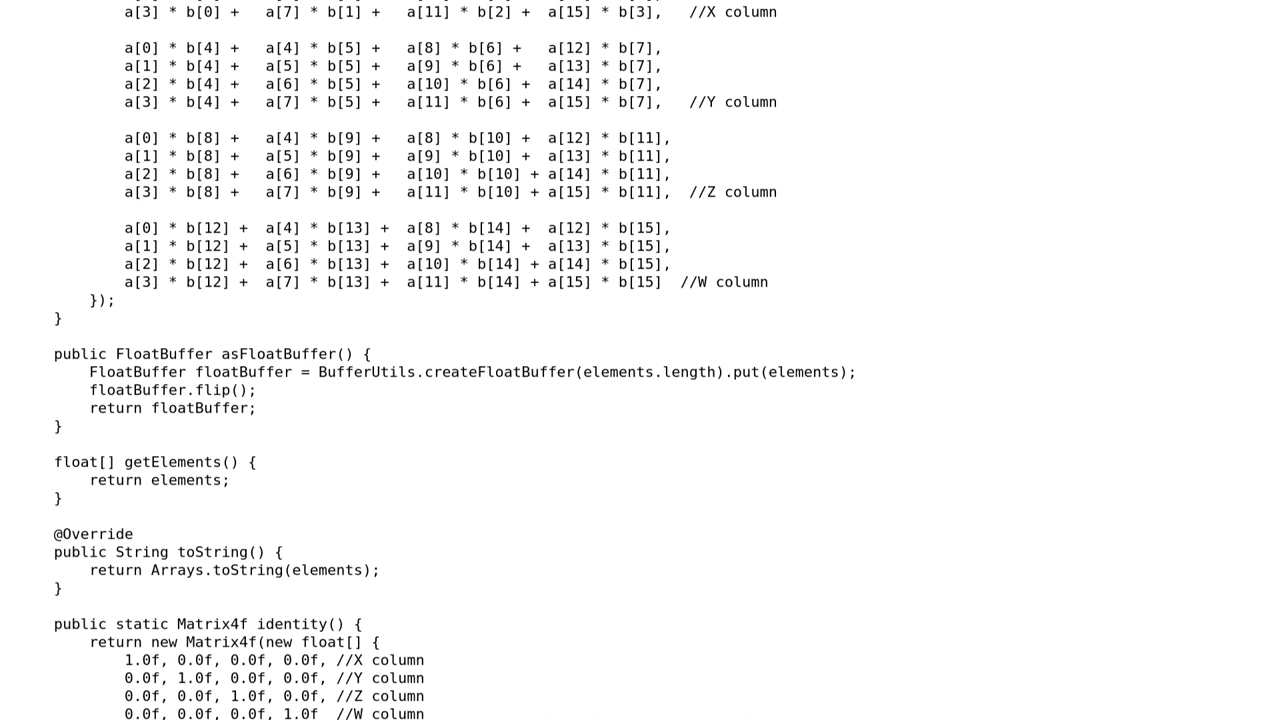 a[3] * b[0] +   a[7] * b[1] +   a[11] * b[2] +  a[15] * b[3],   //X column

a[0] * b[4] +   a[4] * b[5] +   a[8] * b[6] +   a[12] * b[7],
a[1] * b[4] +   a[5] * b[5] +   a[9] * b[6] +   a[13] * b[7],
a[2] * b[4] +   a[6] * b[5] +   a[10] * b[6] +  a[14] * b[7],
a[3] * b[4] +   a[7] * b[5] +   a[11] * b[6] +  a[15] * b[7],   //Y column

a[0] * b[8] +   a[4] * b[9] +   a[8] * b[10] +  a[12] * b[11],
a[1] * b[8] +   a[5] * b[9] +   a[9] * b[10] +  a[13] * b[11],
a[2] * b[8] +   a[6] * b[9] +   a[10] * b[10] + a[14] * b[11],
a[3] * b[8] +   a[7] * b[9] +   a[11] * b[10] + a[15] * b[11],  //Z column

a[0] * b[12] +  a[4] * b[13] +  a[8] * b[14] +  a[12] * b[15],
a[1] * b[12] +  a[5] * b[13] +  a[9] * b[14] +  a[13] * b[15],
a[2] * b[12] +  a[6] * b[13] +  a[10] * b[14] + a[14] * b[15],
a[3] * b[12] +  a[7] * b[13] +  a[11] * b[14] + a[15] * b[15]  //W column
});
}

public FloatBuffer asFloatBuffer() {
FloatBuffer floatBuffer = BufferUtils.createFloatBuffer(elements.length).put(elements);
floatBuffer.flip();
return floatBuffer;
}

float[] getElements() {
return elements;
}

@Override
public String toString() {
return Arrays.toString(elements);
}

public static Matrix4f identity() {
return new Matrix4f(new float[] {
1.0f, 0.0f, 0.0f, 0.0f, //X column
0.0f, 1.0f, 0.0f, 0.0f, //Y column
0.0f, 0.0f, 1.0f, 0.0f, //Z column
0.0f, 0.0f, 0.0f, 1.0f  //W column